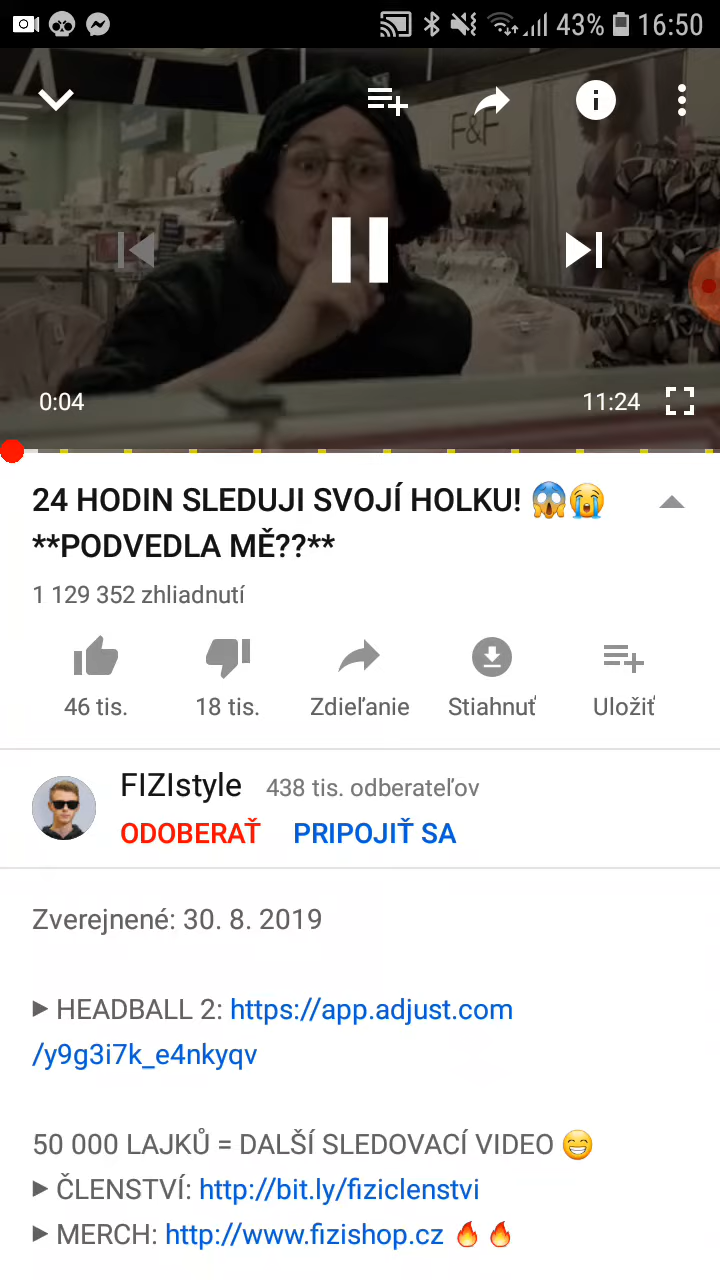 43% 16:50
F&F
0:04 11:24
24 HODIN SLEDUJI SVOJÍ HOLKU! 😱😭
**PODVEDLA MĚ??**
1 129 352 zhliadnutí
46 tis. 18 tis. Zdieľanie Stiahnuť Uložiť
FIZIstyle 438 tis. odberateľov
ODOBERAŤ PRIPOJIŤ SA
Zverejnené: 30. 8. 2019
►HEADBALL 2: https://app.adjust.com
/y9g3i7k_e4nkyqv
50 000 LAJKŮ = DALŠÍ SLEDOVACÍ VIDEO 😁
►ČLENSTVÍ: http://bit.ly/fiziclenstvi
►MERCH: http://www.fizishop.cz 🔥🔥